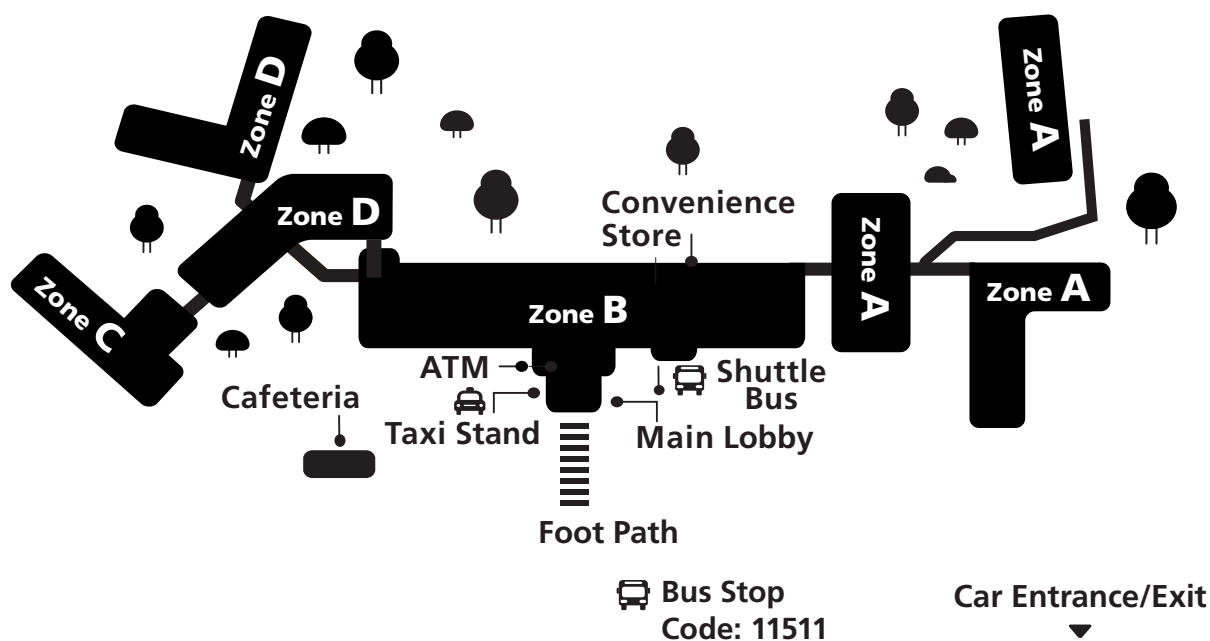 Zone D
Zone A
Zone D
Convenience
Store
Zone A
Zone C
Zone B
Zone A
ATM
Shuttle
Bus
Cafeteria
Taxi Stand
Main Lobby
Foot Path
Bus Stop
Code: 11511
Car Entrance/Exit